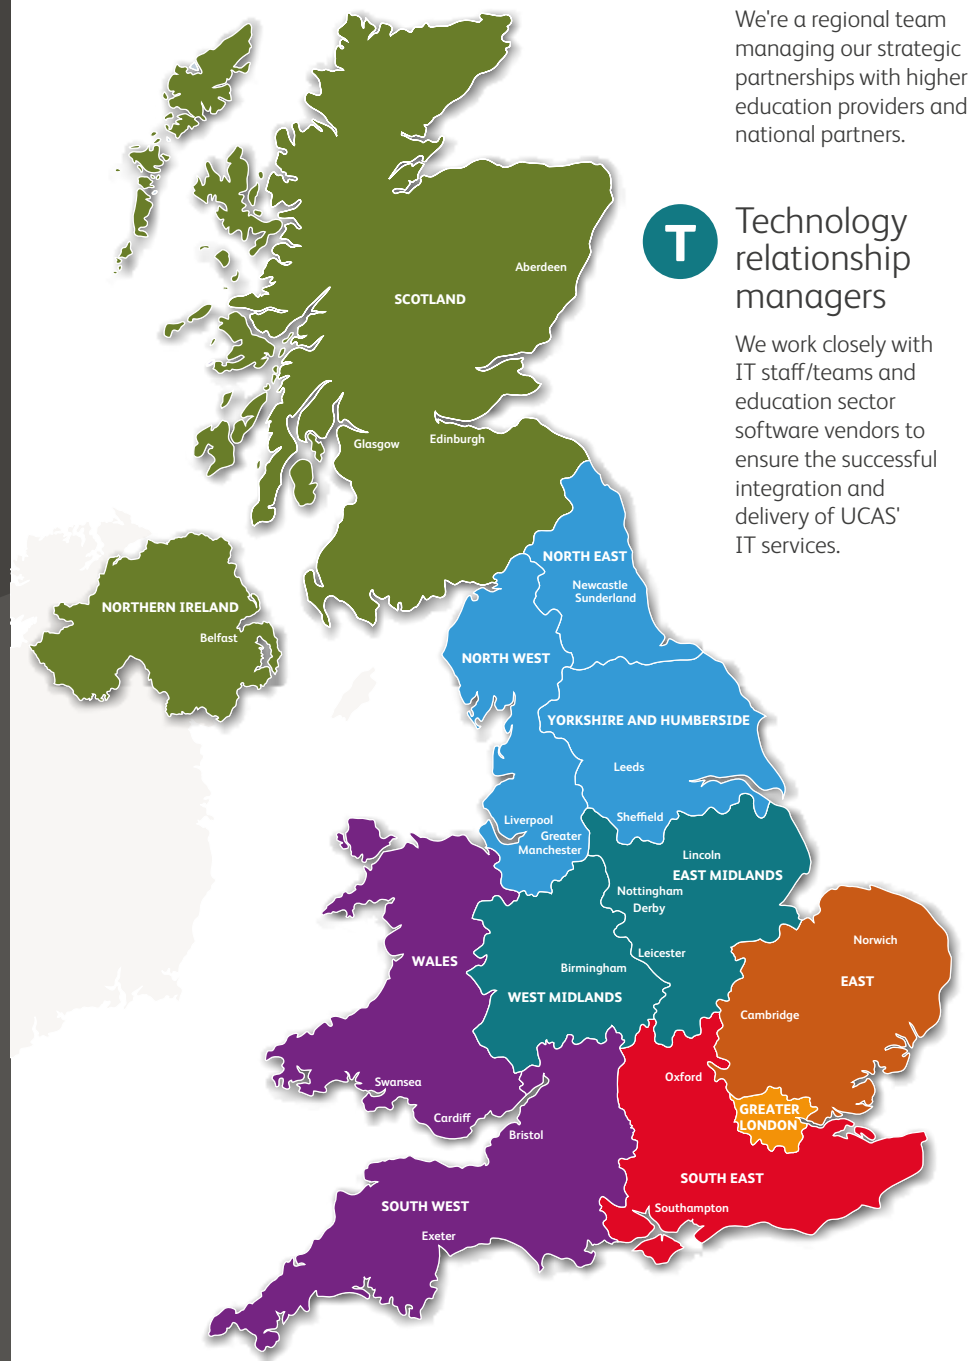 We're a regional team
managing our strategic
partnerships with higher
education providers and
national partners.
T
Technology
relationship
managers
We work closely with
IT staff/teams and
education sector
software vendors to
ensure the successful
integration and
delivery of UCAS'
IT services.
Aberdeen
SCOTLAND
Glasgow
Edinburgh
NORTH EAST
Newcastle
Sunderland
NORTHERN IRELAND
Belfast
NORTH WEST
YORKSHIRE AND HUMBERSIDE
Leeds
Sheffield
Liverpool
Greater
Manchester
Lincoln
EAST MIDLANDS
Nottingham
Derby
Leicester
Norwich
EAST
Cambridge
WALES
Birmingham
WEST MIDLANDS
Swansea
Cardiff
Bristol
Oxford
GREATER
LONDON
SOUTH EAST
Southampton
SOUTH WEST
Exeter